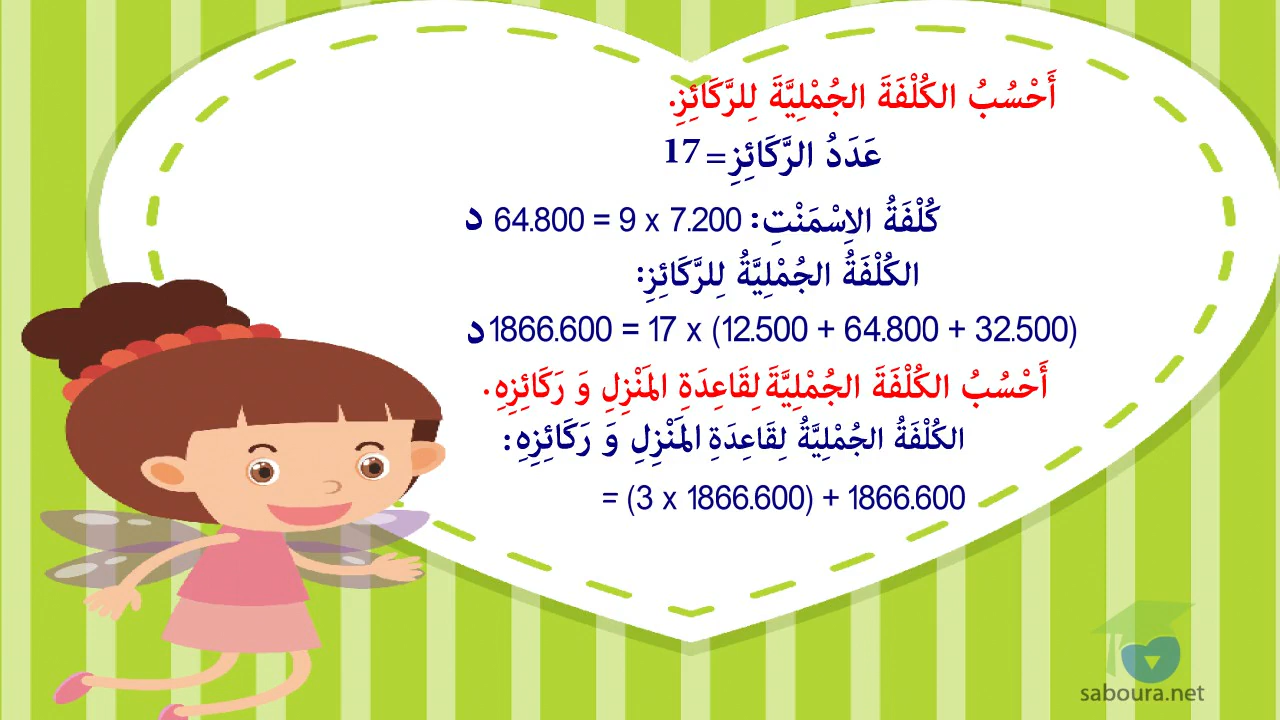 أَحْسُبُ الكُلْفَةَ الجُمْلِيَّةَ لِلرَّكَائِزِ.
عَدَدُ الرَّكَائِزِ = 17
كُلْفَةُ الاِسْمَنْتِ: 7.200 x 9 = 64.800 د
الكُلْفَةُ الجُمْلِيَّةُ لِلرَّكَائِزِ:
د 1866.600 = 17 x (12.500 + 64.800 + 32.500)
أَحْسُبُ الكُلْفَةَ الجُمْلِيَّةَ لِقَاعِدَةِ المَنْزِلِ وَ رَكَائِزِهِ.
الكُلْفَةُ الجُمْلِيَّةُ لِقَاعِدَةِ المَنْزِلِ وَ رَكَائِزِهِ:
= (3 x 1866.600) + 1866.600
saboura.net